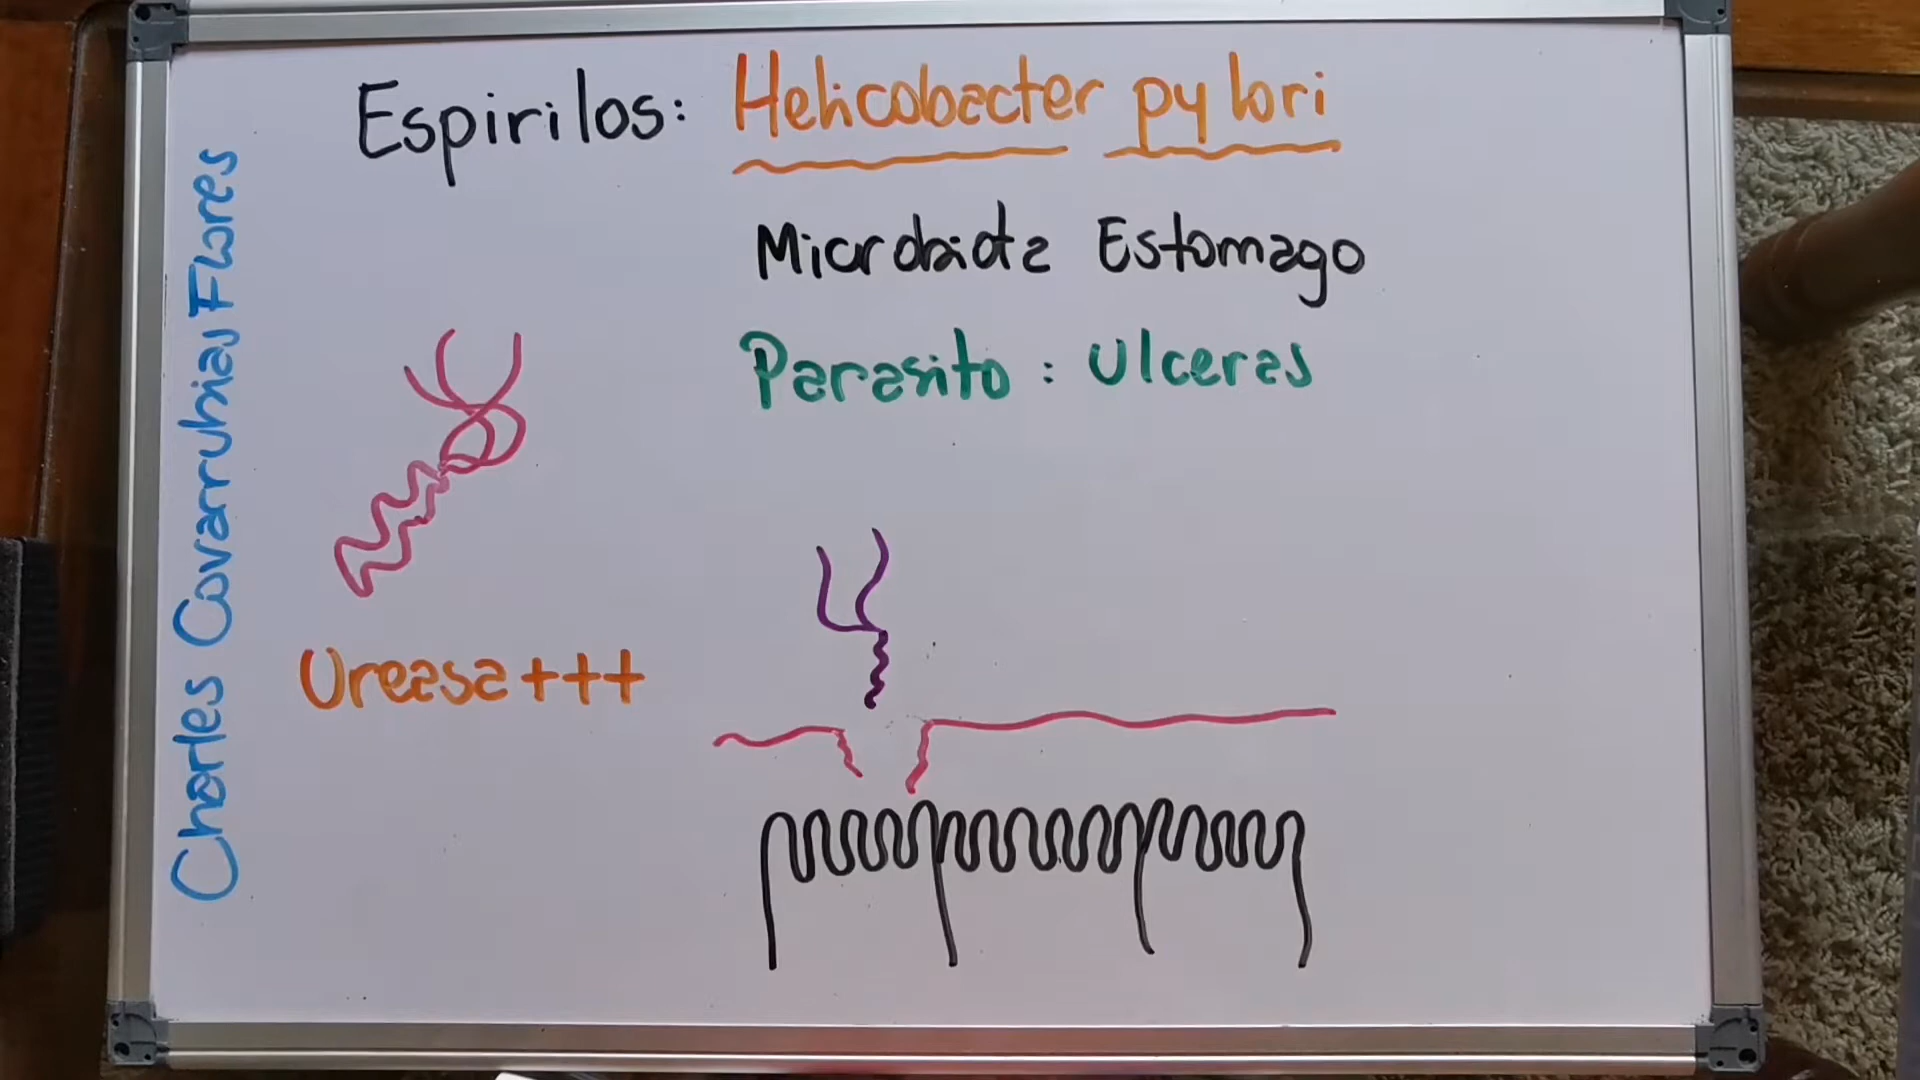 Espirilos: Helicobacter pylori
Microbiota Estomago
Parasito: Ulceras
Ureasa +++
Charles Covarrubias Flores